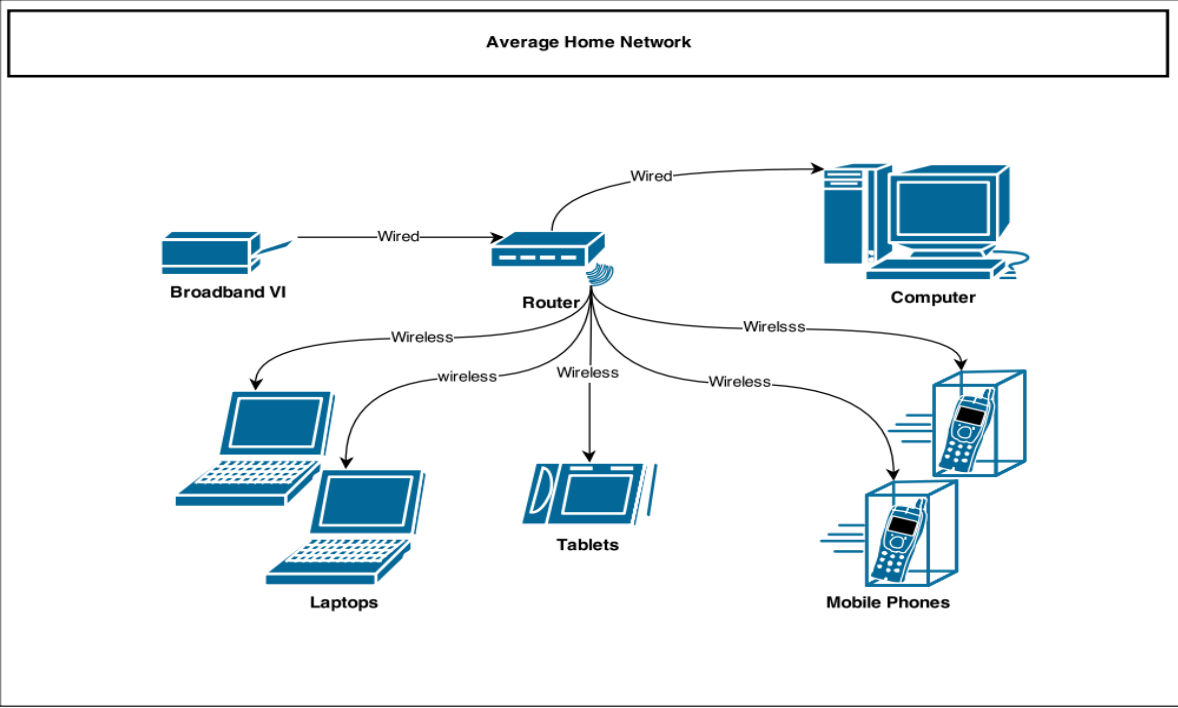 Average Home Network
Wired
Wired
Broadband VI
Router
Computer
Wireless
Wirelsss
wireless
Wireless
Wireless
Tablets
Laptops
Mobile Phones